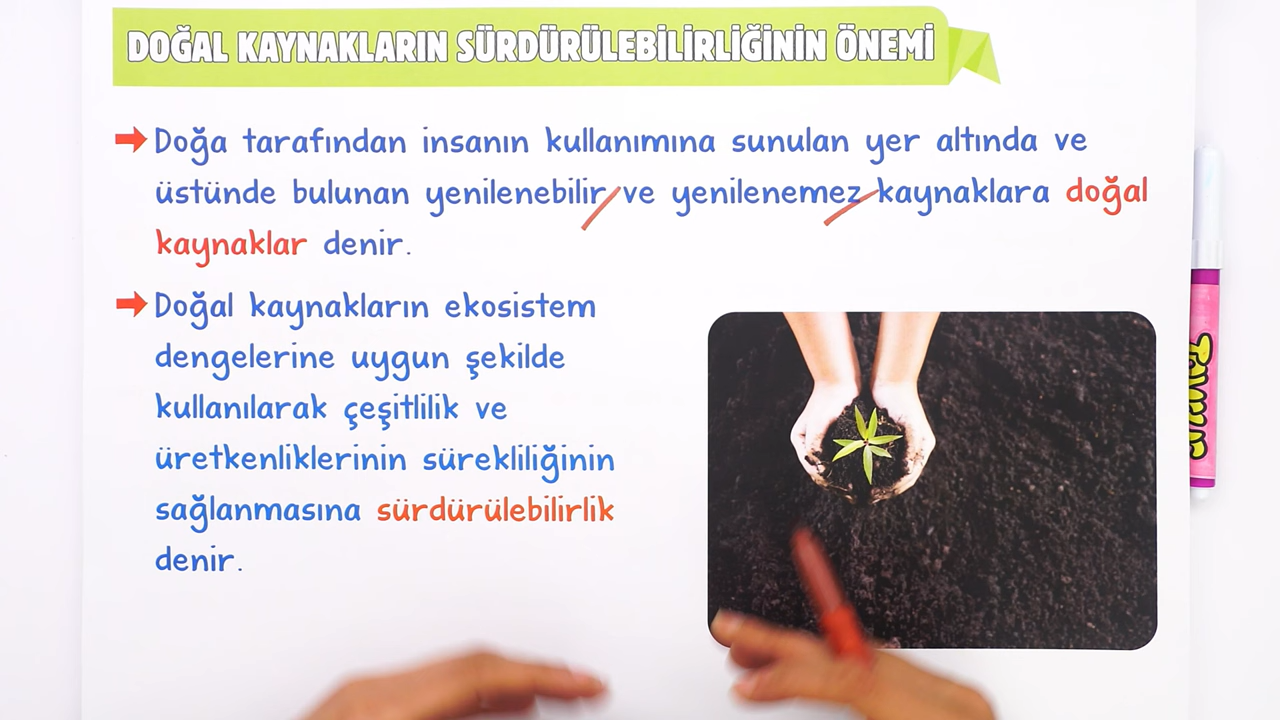 DOĞAL KAYNAKLARIN SÜRDÜRÜLEBİLİRLİĞİNİN ÖNEMİ
Doğa tarafından insanın kullanımına sunulan yer altında ve
üstünde bulunan yenilenebilir ve yenilenemez kaynaklara doğal
kaynaklar denir.
Doğal kaynakların ekosistem
dengelerine uygun şekilde
kullanılarak çeşitlilik ve
üretkenliklerinin sürekliliğinin
sağlanmasına sürdürülebilirlik
denir.